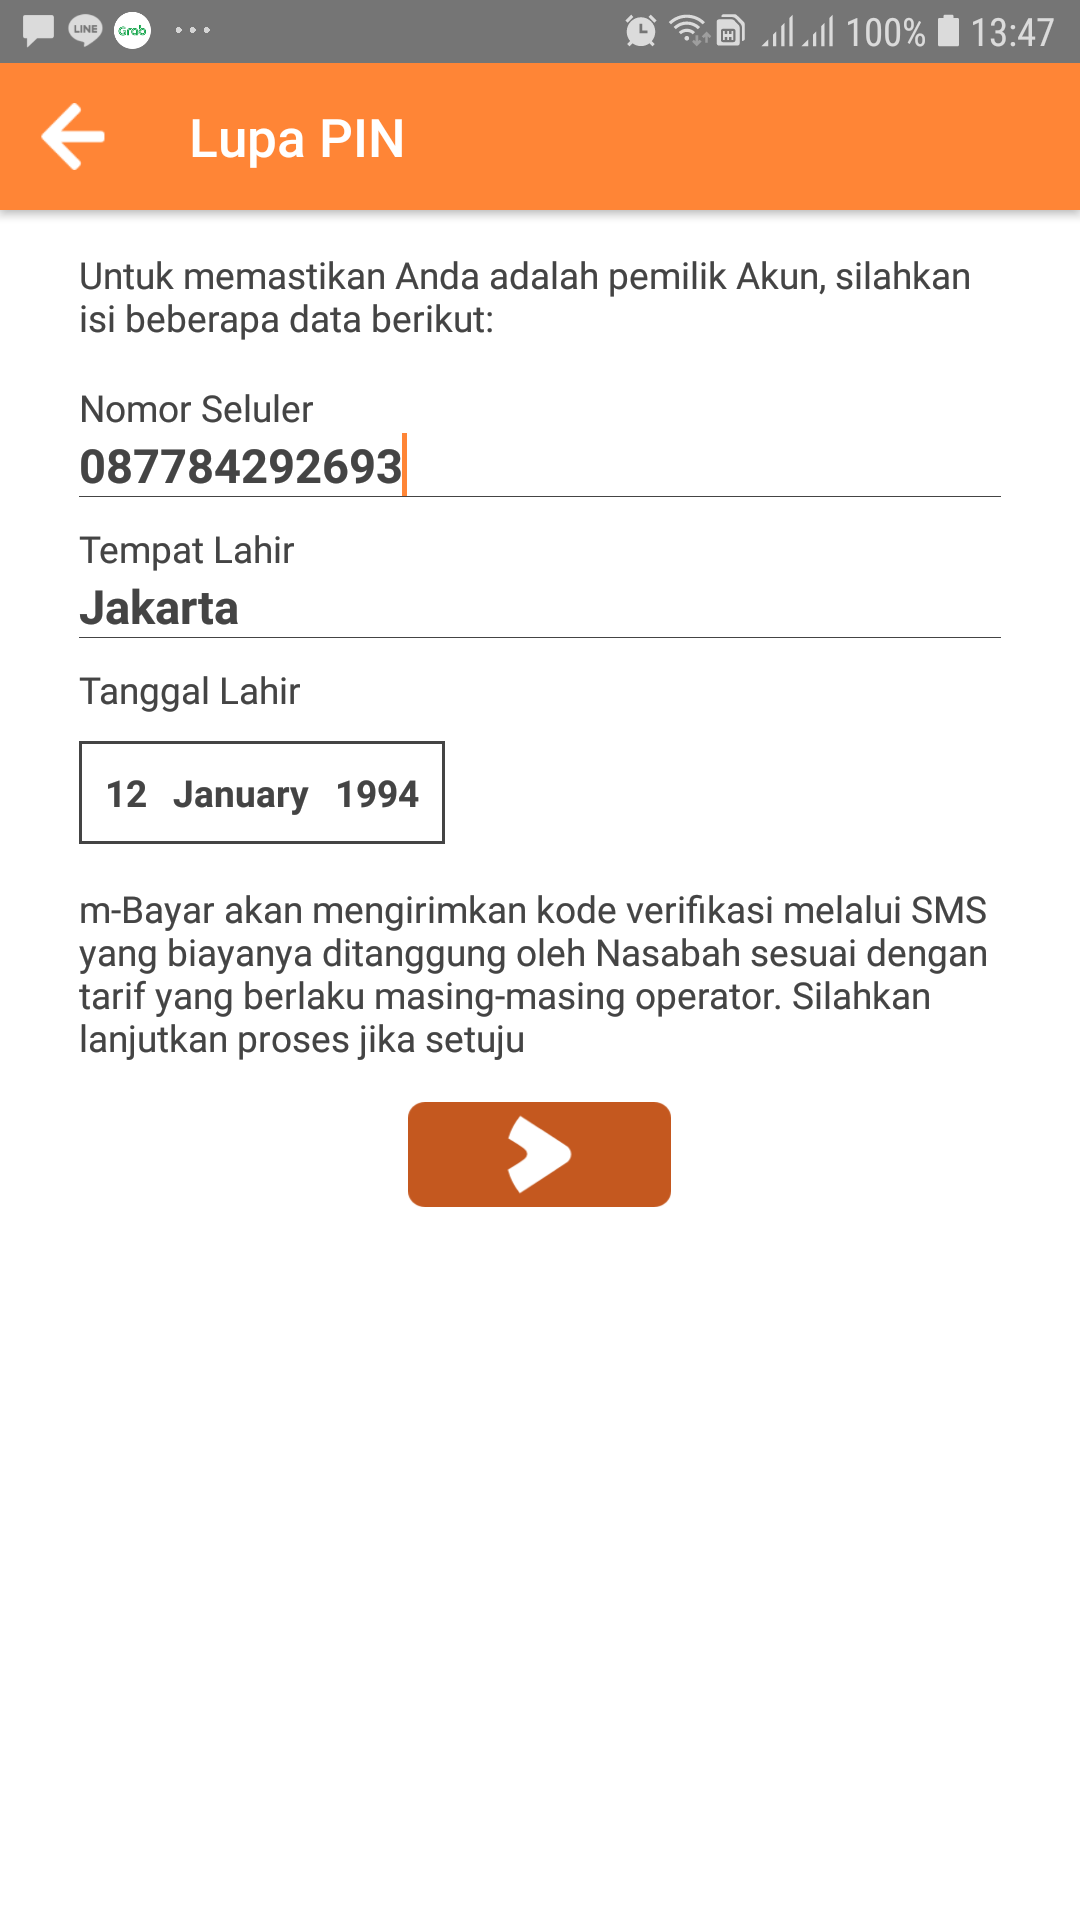 LINE Grab 100% 13:47
Lupa PIN
Untuk memastikan Anda adalah pemilik Akun, silahkan
isi beberapa data berikut:
Nomor Seluler
087784292693
Tempat Lahir
Jakarta
Tanggal Lahir
12 January 1994
m-Bayar akan mengirimkan kode verifikasi melalui SMS
yang biayanya ditanggung oleh Nasabah sesuai dengan
tarif yang berlaku masing-masing operator. Silahkan
lanjutkan proses jika setuju